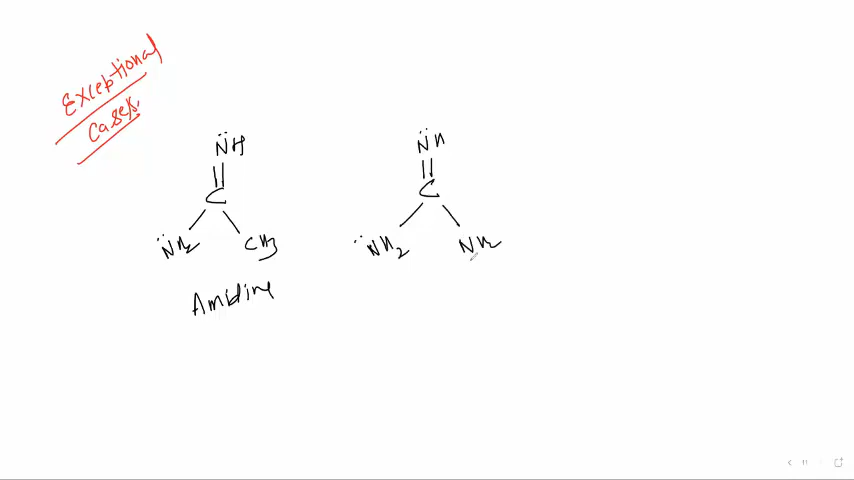 Exceptional
Cases.
NH
NH
C
C
NH2
CH3
NH2
NH2
Amidine